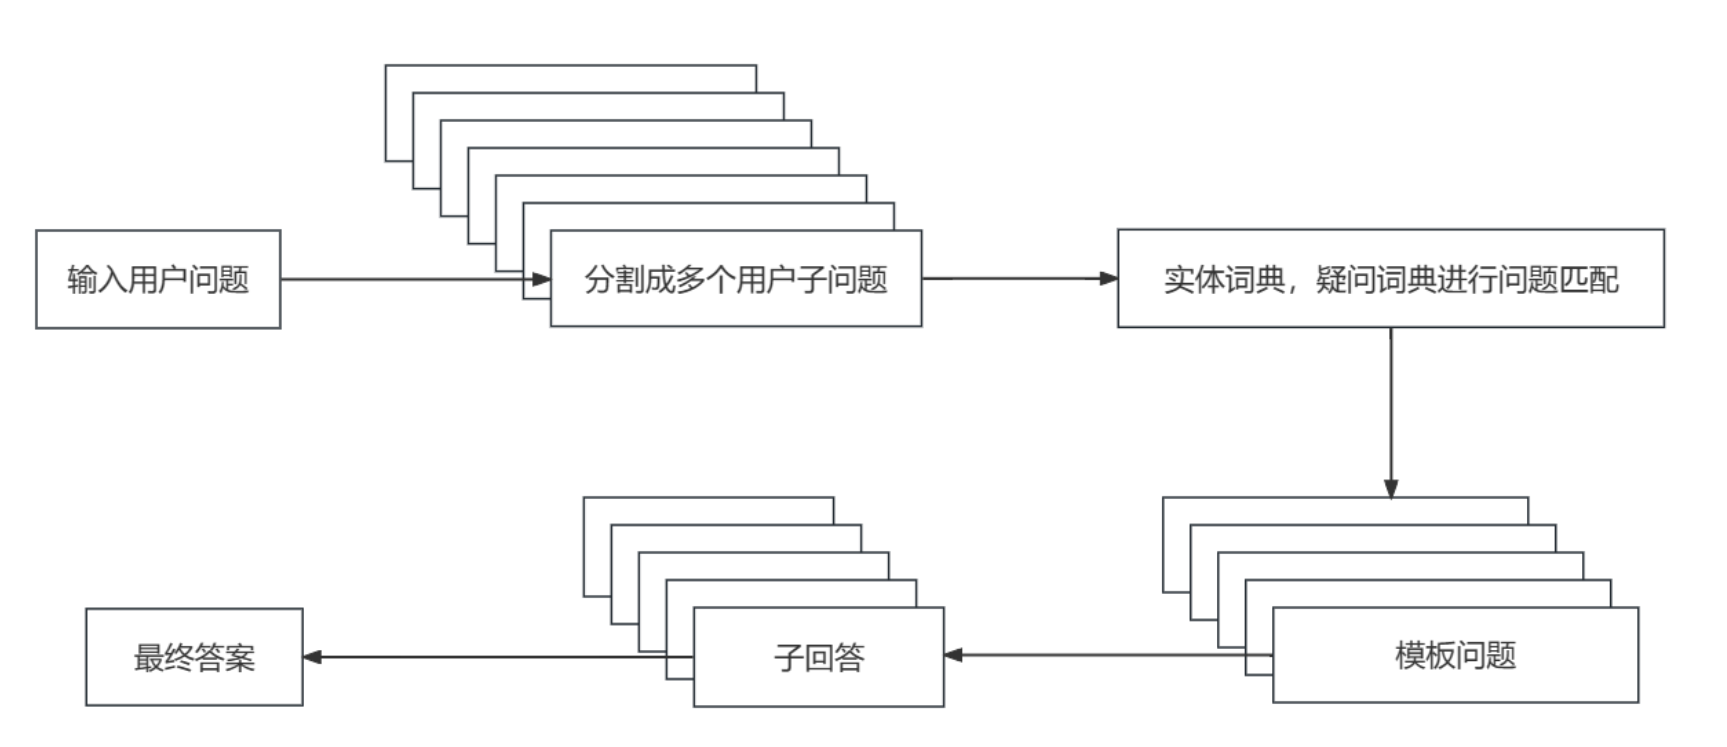 输入用户问题
分割成多个用户子问题
实体词典，疑问词典进行问题匹配
模板问题
子回答
最终答案